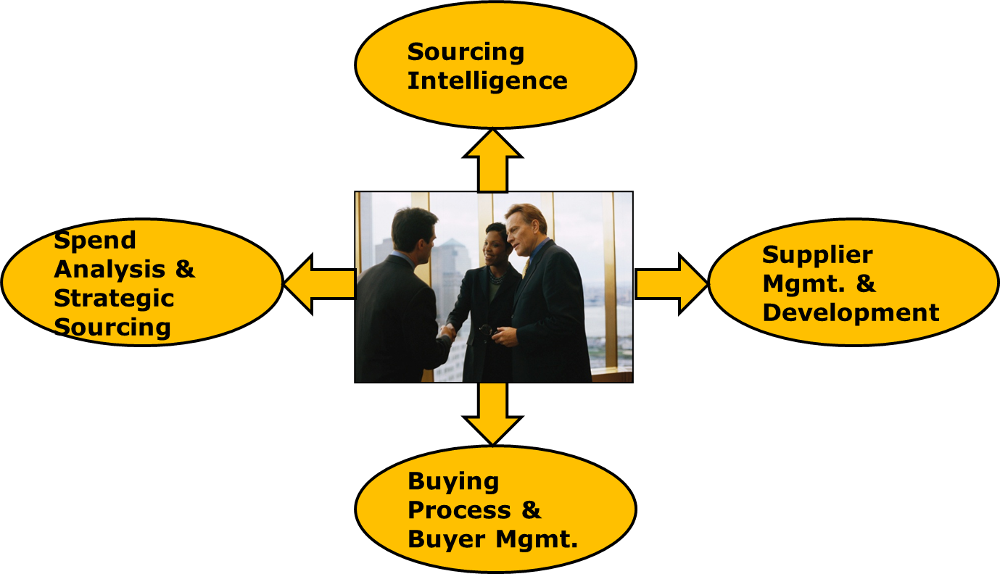 Sourcing
Intelligence
Spend
Analysis &
Strategic
Sourcing
Supplier
Mgmt. &
Development
Buying
Process &
Buyer Mgmt.